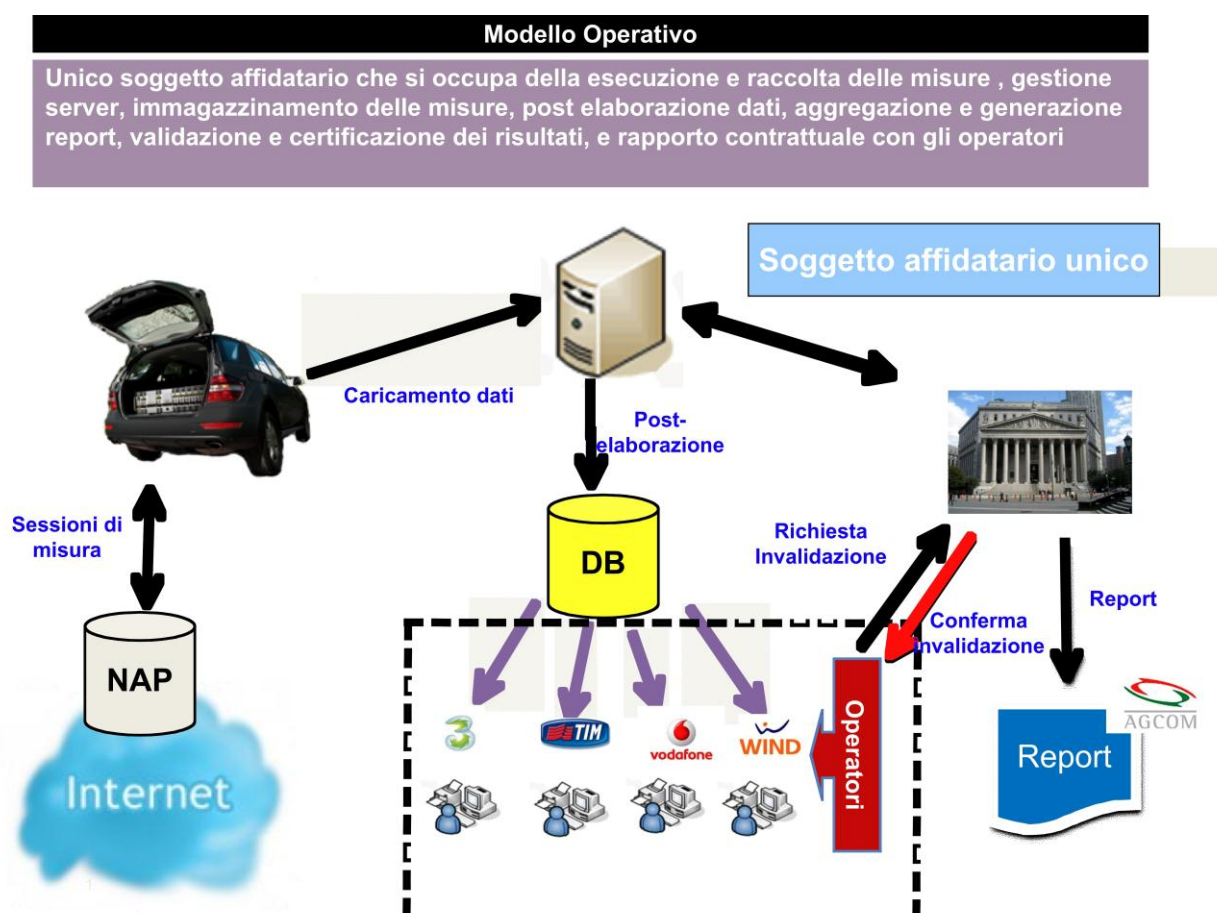 Modello Operativo
Unico soggetto affidatario che si occupa della esecuzione e raccolta delle misure , gestione
server, immagazzinamento delle misure, post elaborazione dati, aggregazione e generazione
report, validazione e certificazione dei risultati, e rapporto contrattuale con gli operatori
Soggetto affidatario unico
Caricamento dati
Post-
elaborazione
Sessioni di
misura
DB
Richiesta
Invalidazione
Conferma
invalidazione
Report
NAP
Internet
3
TIM
vodafone
WIND
Operatori
AGCOM
Report
1